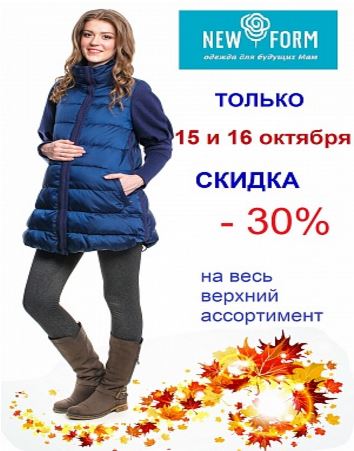 NEW FORM
одежда для будущих Мам
ТОЛЬКО
15 и 16 октября
СКИДКА
- 30%
на весь
верхний
ассортимент